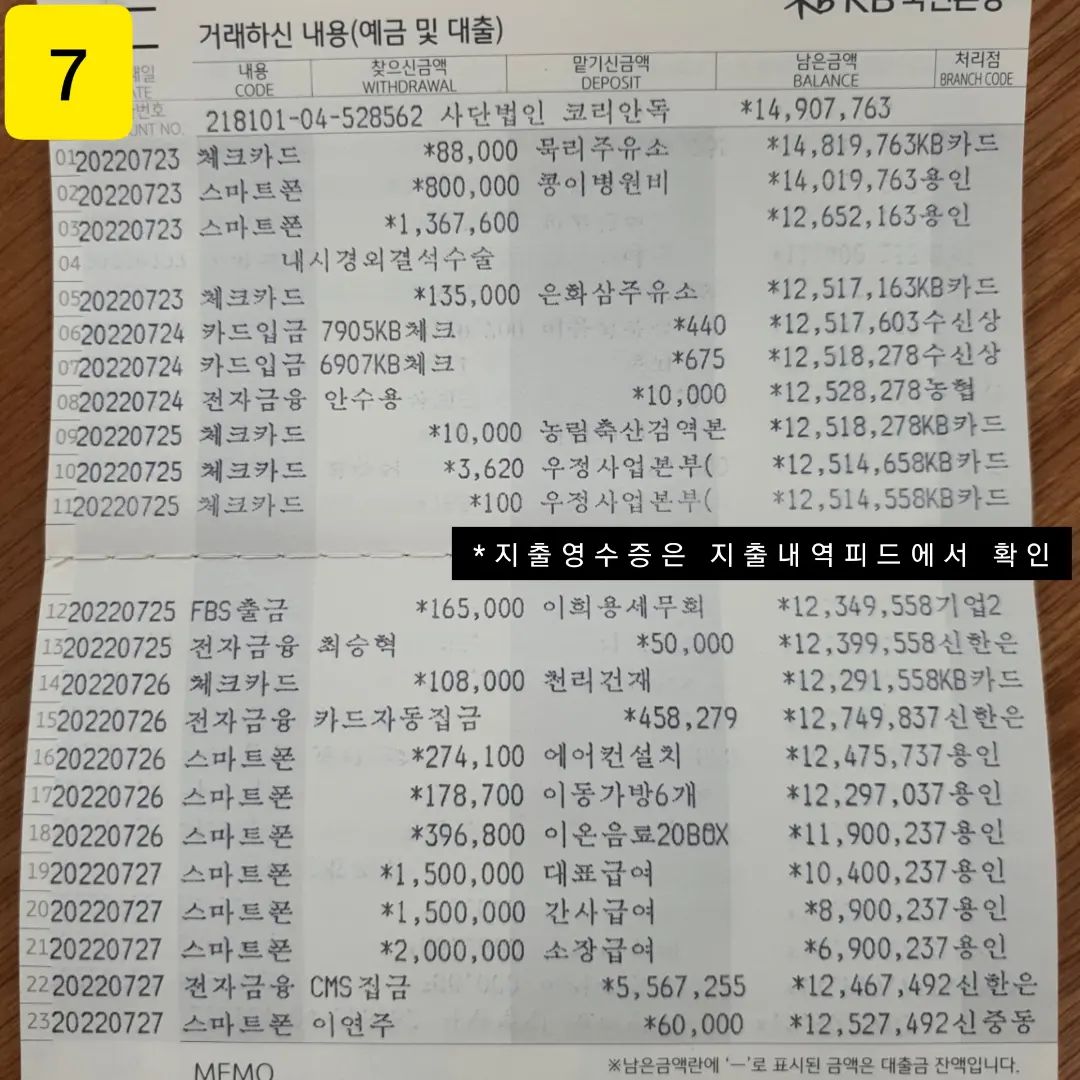 7
KB국민은행
거래하신 내용(예금 및 대출)
내용 찾으신금액 맡기신금액 남은금액 처리점
CODE WITHDRAWAL DEPOSIT BALANCE BRANCH CODE
218101-04-528562 사단법인 코리안독 *14,907,763
01 20220723 체크카드 *88,000 묵리주유소 *14,819,763KB카드
02 20220723 스마트폰 *800,000 콩이병원비 *14,019,763용인
03 20220723 스마트폰 *1,367,600 *12,652,163용인
04 내시경외결석수술
05 20220723 체크카드 *135,000 은화삼주유소 *12,517,163KB카드
06 20220724 카드입금 7905KB체크 *440 *12,517,603수신상
07 20220724 카드입금 6907KB체크 *675 *12,518,278수신상
08 20220724 전자금융 안수용 *10,000 *12,528,278농협
09 20220725 체크카드 *10,000 농림축산검역본 *12,518,278KB카드
10 20220725 체크카드 *3,620 우정사업본부( *12,514,658KB카드
11 20220725 체크카드 *100 우정사업본부( *12,514,558KB카드
*지출영수증은 지출내역피드에서 확인
12 20220725 FBS출금 *165,000 이희용세무회 *12,349,558기업2
13 20220725 전자금융 최승혁 *50,000 *12,399,558신한은
14 20220726 체크카드 *108,000 천리건재 *12,291,558KB카드
15 20220726 전자금융 카드자동집금 *458,279 *12,749,837신한은
16 20220726 스마트폰 *274,100 에어컨설치 *12,475,737용인
17 20220726 스마트폰 *178,700 이동가방6개 *12,297,037용인
18 20220726 스마트폰 *396,800 이온음료20BOX *11,900,237용인
19 20220727 스마트폰 *1,500,000 대표급여 *10,400,237용인
20 20220727 스마트폰 *1,500,000 간사급여 *8,900,237용인
21 20220727 스마트폰 *2,000,000 소장급여 *6,900,237용인
22 20220727 전자금융 CMS집금 *5,567,255 *12,467,492신한은
23 20220727 스마트폰 이연주 *60,000 *12,527,492신중동
MEMO ※남은금액란에 '—'로 표시된 금액은 대출금 잔액입니다.